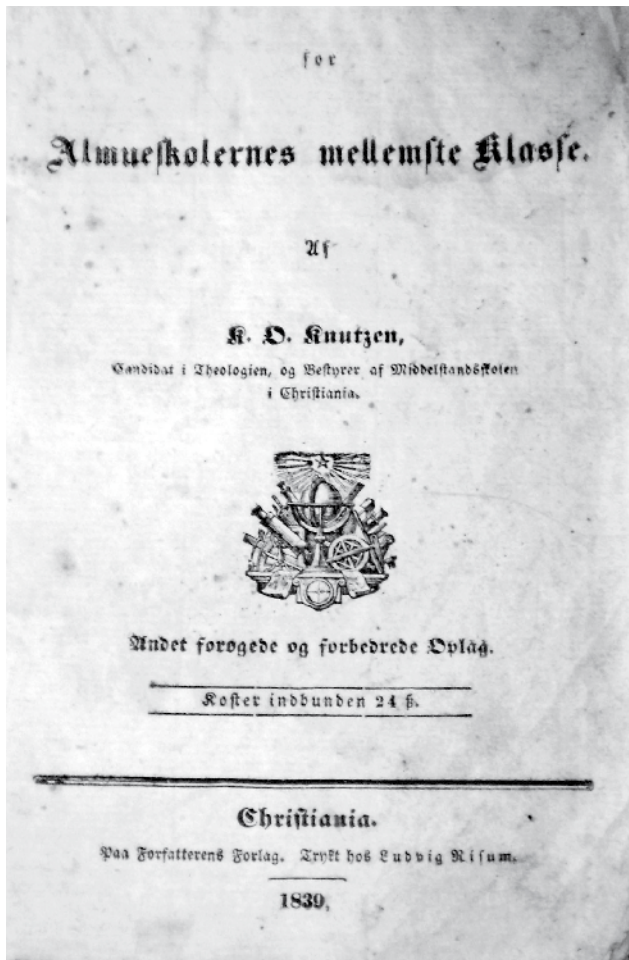 for
Almueskolernes mellemste Klasse.
Af
K. O. Knutzen,
Candidat i Theologien, og Bestyrer af Middelstandsskolen
i Christiania.
Andet forøgede og forbedrede Oplag.
Koster indbunden 24 ß.
Christiania.
Paa Forfatterens Forlag. Trykt hos Ludvig Risum.
1839.